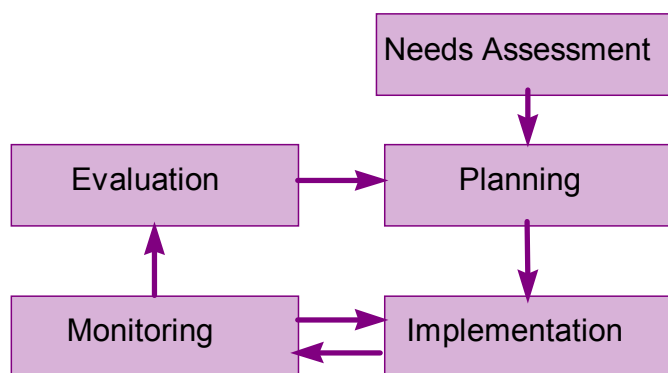 Needs Assessment
Evaluation
Planning
Monitoring
Implementation